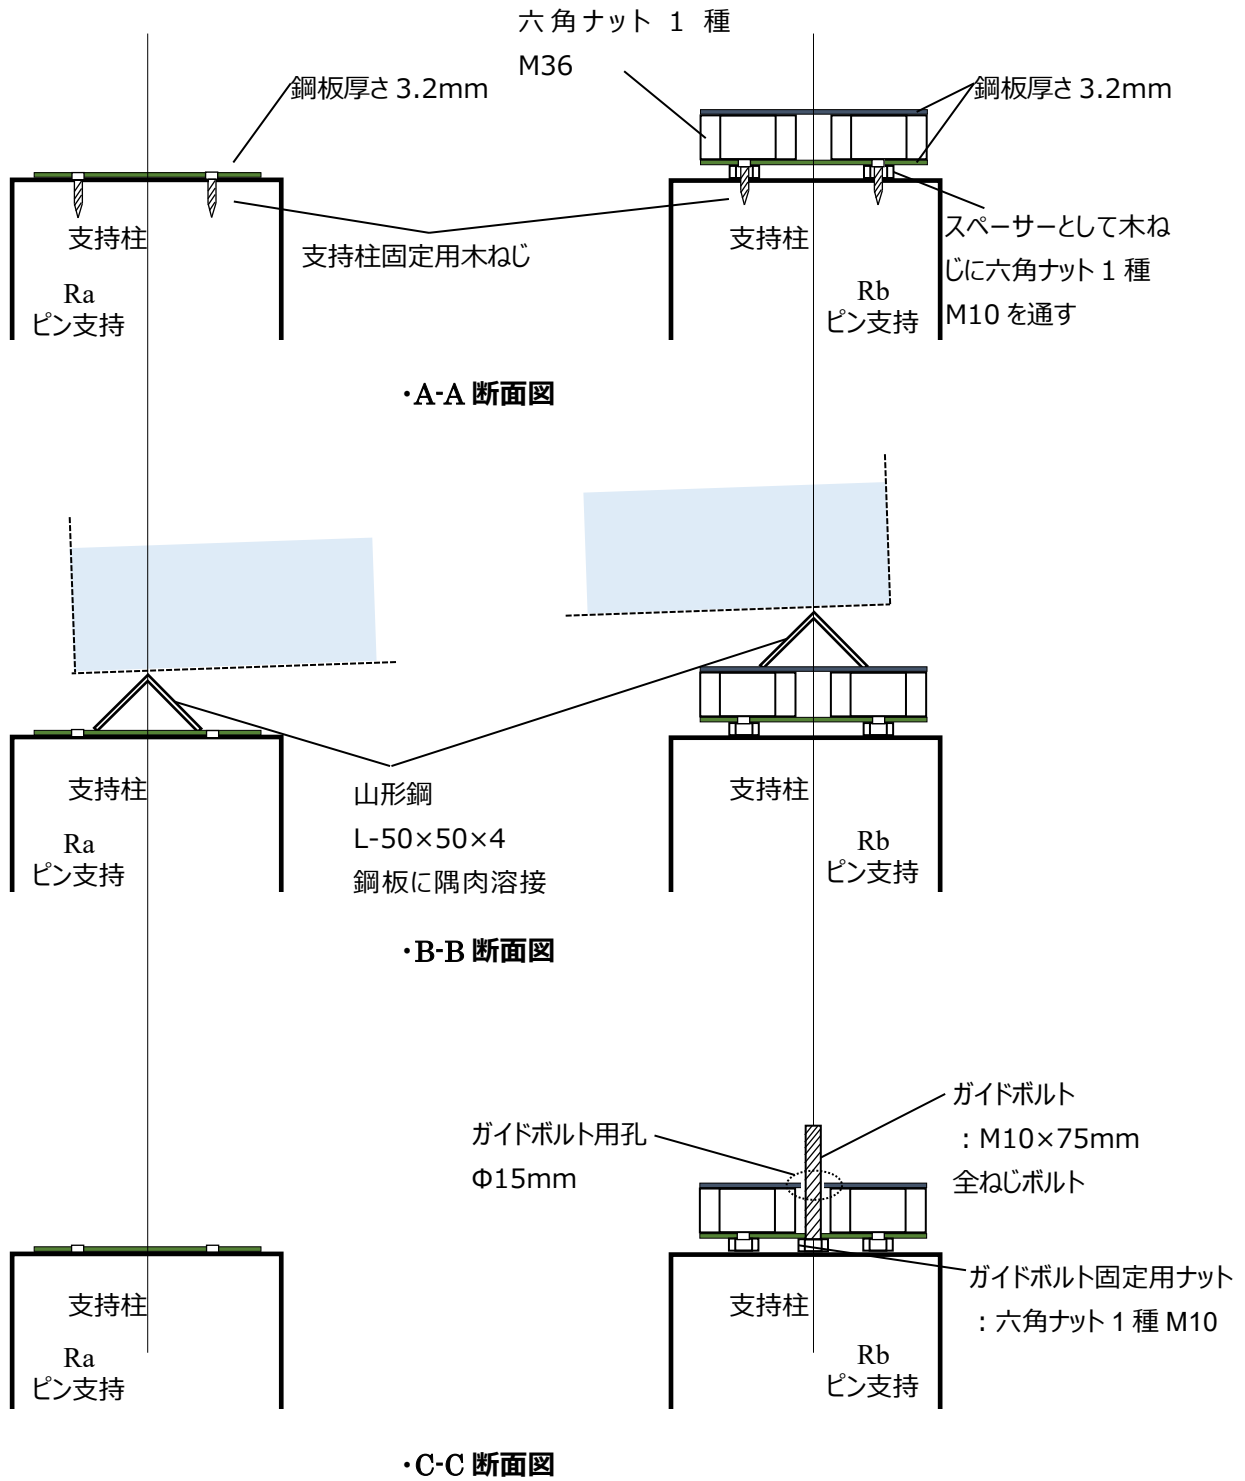 六角ナット 1 種
M36
鋼板厚さ 3.2mm
鋼板厚さ 3.2mm
支持柱
支持柱固定用木ねじ
Ra
ピン支持
支持柱
Rb
ピン支持
スペーサーとして木ね
じに六角ナット 1 種
M10 を通す
・A-A 断面図
支持柱
Ra
ピン支持
山形鋼
L-50×50×4
鋼板に隅肉溶接
支持柱
Rb
ピン支持
・B-B 断面図
ガイドボルト用孔
Φ15mm
ガイドボルト
：M10×75mm
全ねじボルト
支持柱
Ra
ピン支持
支持柱
Rb
ピン支持
ガイドボルト固定用ナット
：六角ナット 1 種 M10
・C-C 断面図